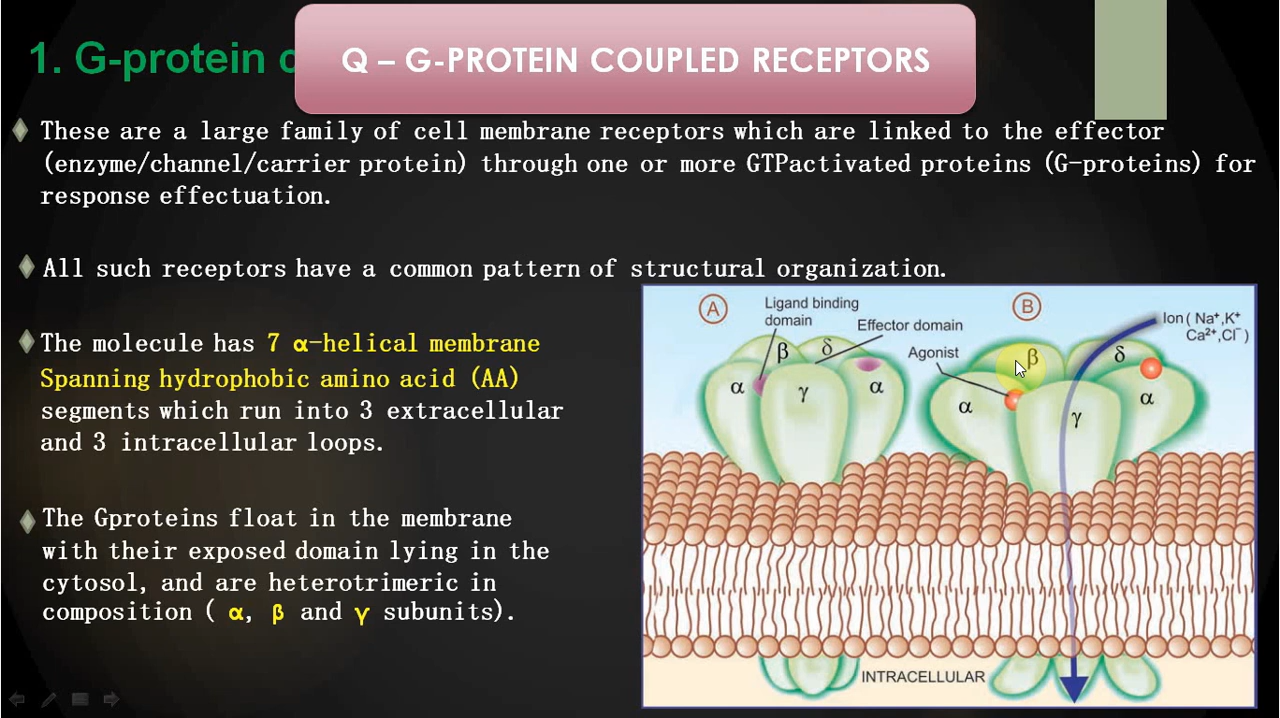 1. G-protein c
Q – G-PROTEIN COUPLED RECEPTORS
These are a large family of cell membrane receptors which are linked to the effector
(enzyme/channel/carrier protein) through one or more GTPactivated proteins (G-proteins) for
response effectuation.
All such receptors have a common pattern of structural organization.
The molecule has 7 α-helical membrane
Spanning hydrophobic amino acid (AA)
segments which run into 3 extracellular
and 3 intracellular loops.
The Gproteins float in the membrane
with their exposed domain lying in the
cytosol, and are heterotrimeric in
composition ( α, β and γ subunits).
A
Ligand binding
domain
Effector domain
β
δ
α
γ
α
B
Agonist
Ion ( Na⁺,K⁺
Ca²⁺,Cl⁻ )
β
δ
α
γ
α
INTRACELLULAR